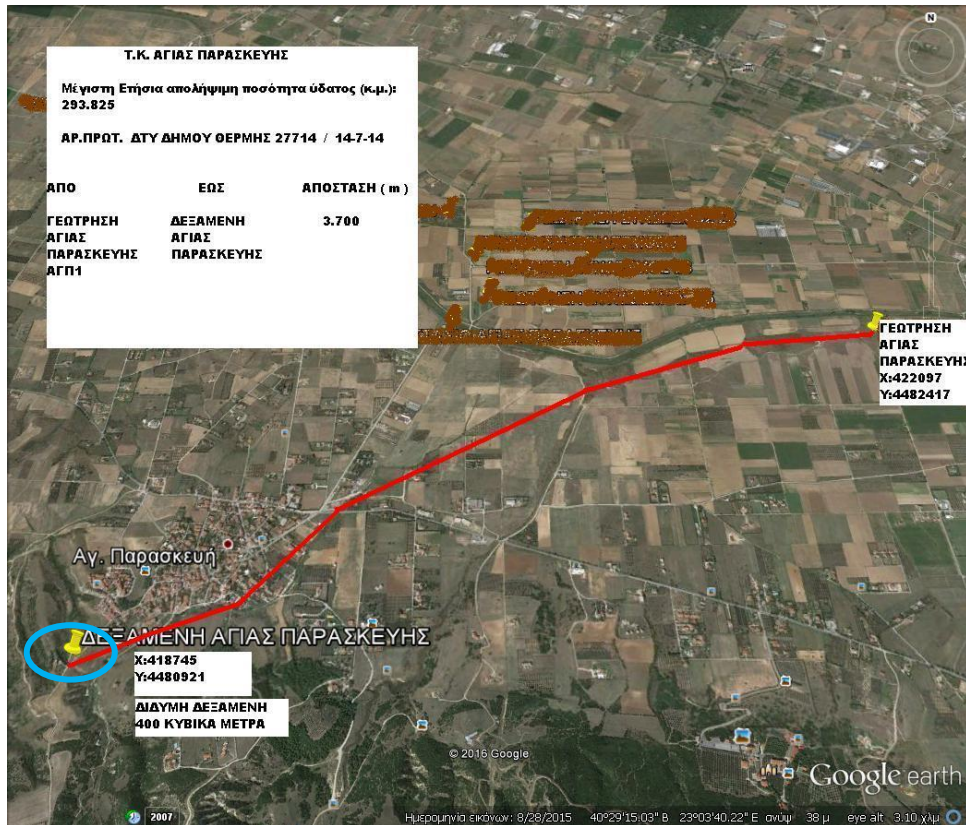 Τ.Κ. ΑΓΙΑΣ ΠΑΡΑΣΚΕΥΗΣ
Μέγιστη Ετήσια απολήψιμη ποσότητα ύδατος (κ.μ.):
293.825
ΑΡ.ΠΡΩΤ. ΔΤΥ ΔΗΜΟΥ ΘΕΡΜΗΣ 27714 / 14-7-14
ΑΠΟ ΕΩΣ ΑΠΟΣΤΑΣΗ ( m )
ΓΕΩΤΡΗΣΗ ΔΕΞΑΜΕΝΗ 3.700
ΑΓΙΑΣ ΑΓΙΑΣ
ΠΑΡΑΣΚΕΥΗΣ ΠΑΡΑΣΚΕΥΗΣ
ΑΓΠ1
N
ΓΕΩΤΡΗΣΗ
ΑΓΙΑΣ
ΠΑΡΑΣΚΕΥΗΣ
X:422097
Y:4482417
Αγ. Παρασκευή
ΔΕΞΑΜΕΝΗ ΑΓΙΑΣ ΠΑΡΑΣΚΕΥΗΣ
X:418745
Y:4480921
ΔΙΔΥΜΗ ΔΕΞΑΜΕΝΗ
400 ΚΥΒΙΚΑ ΜΕΤΡΑ
© 2016 Google
Google earth
2007
Ημερομηνία εικόνων: 8/28/2015 40°29'15.03" Β 23°03'40.22" Ε ανύψ 38 μ eye alt 3.10 χλμ